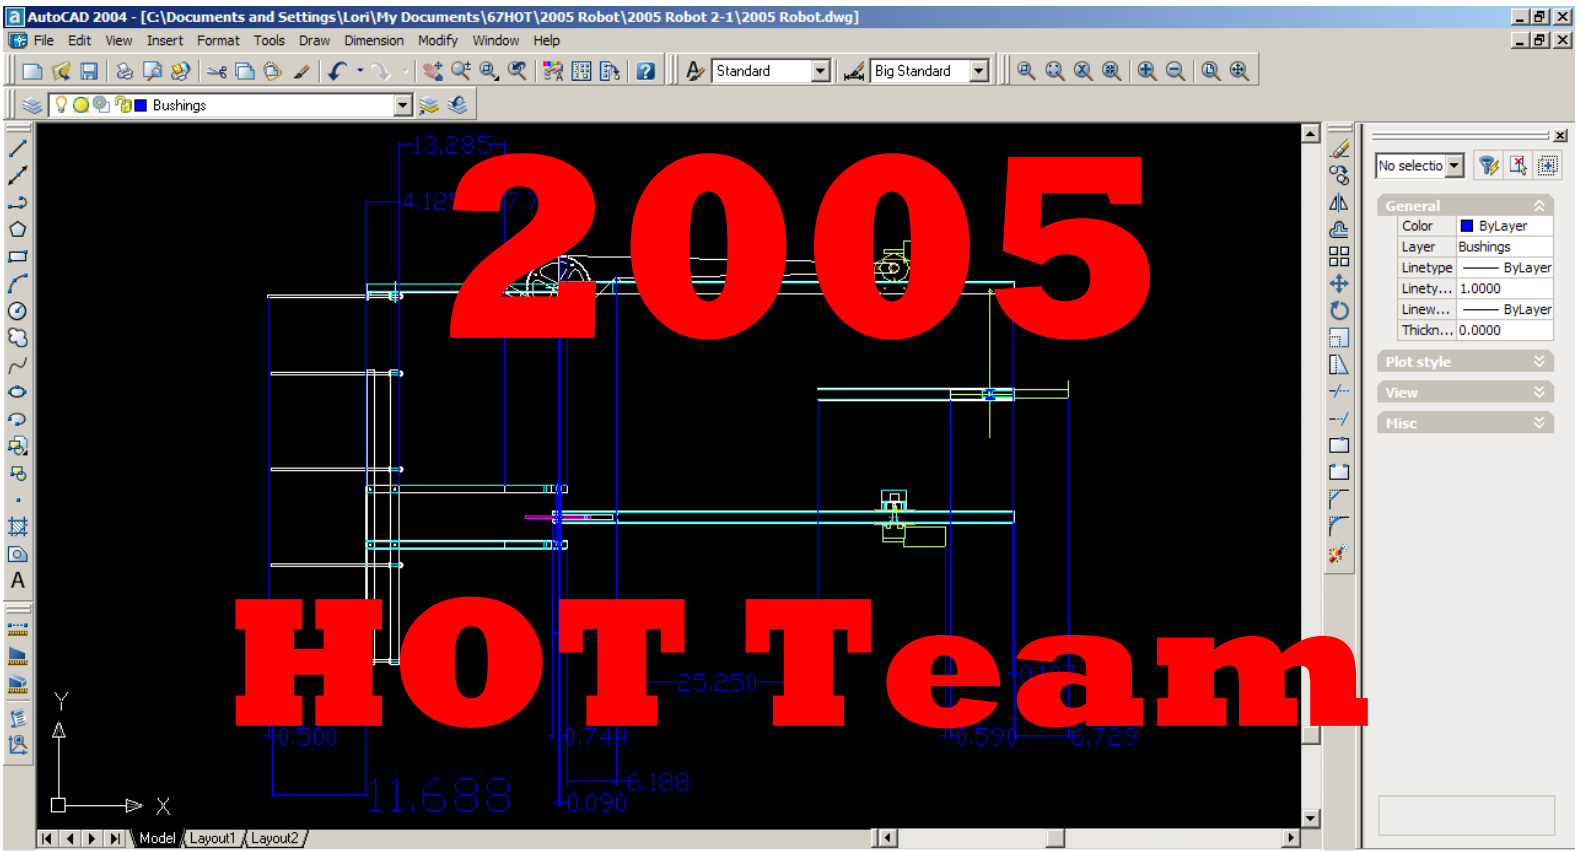 AutoCAD 2004 - [C:\Documents and Settings\Lori\My Documents\67HOT\2005 Robot\2005 Robot 2-1\2005 Robot.dwg]
File Edit View Insert Format Tools Draw Dimension Modify Window Help
Standard Big Standard
Bushings
No selectio
General
Color ByLayer
Layer Bushings
Linetype ByLayer
Linety... 1.0000
Linew... ByLayer
Thickn... 0.0000
Plot style
View
Misc
13.285
2005
HOT Team
25.250
0.500 0.744 0.590 6.729
11.688 6.188
0.090
Y
X
A
Model Layout1 Layout2